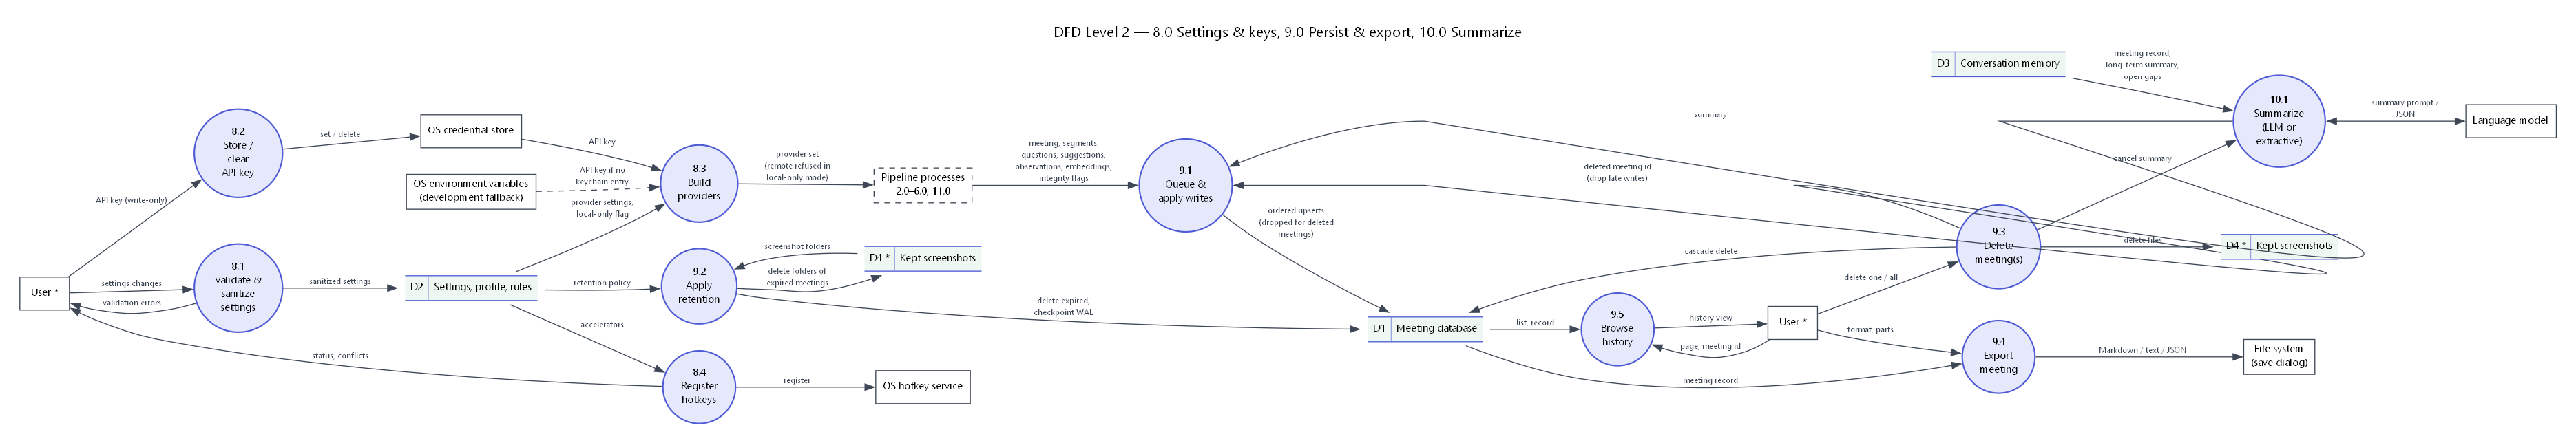 DFD Level 2 — 8.0 Settings & keys, 9.0 Persist & export, 10.0 Summarize
D3 Conversation memory
meeting record,
long-term summary,
open gaps
10.1
Summarize
(LLM or
extractive)
summary prompt /
JSON
Language model
8.2
Store /
clear
API key
set / delete
OS credential store
API key
OS environment variables
(development fallback)
API key if no
keychain entry
provider settings,
local-only flag
8.3
Build
providers
provider set
(remote refused in
local-only mode)
Pipeline processes
2.0–6.0, 11.0
meeting, segments,
questions, suggestions,
observations, embeddings,
integrity flags
9.1
Queue &
apply writes
summary
deleted meeting id
(drop late writes)
cancel summary
API key (write-only)
ordered upserts
(dropped for deleted
meetings)
User *
settings changes
validation errors
8.1
Validate &
sanitize
settings
sanitized settings
D2 Settings, profile, rules
retention policy
9.2
Apply
retention
screenshot folders
delete folders of
expired meetings
D4 * Kept screenshots
delete expired,
checkpoint WAL
cascade delete
9.3
Delete
meeting(s)
delete files
D4 * Kept screenshots
delete one / all
accelerators
status, conflicts
8.4
Register
hotkeys
register
OS hotkey service
D1 Meeting database
list, record
9.5
Browse
history
history view
page, meeting id
User *
format, parts
meeting record
9.4
Export
meeting
Markdown / text / JSON
File system
(save dialog)